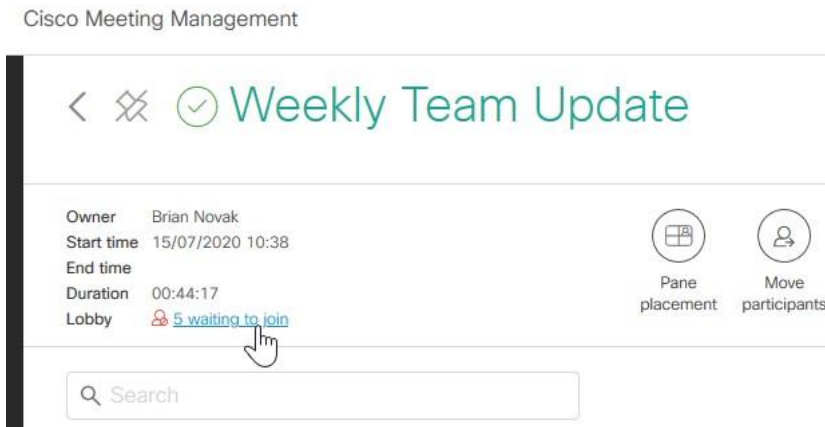 Cisco Meeting Management
Weekly Team Update
Owner Brian Novak
Start time 15/07/2020 10:38
End time
Duration 00:44:17
Lobby 5 waiting to join
Pane placement
Move participants
Search